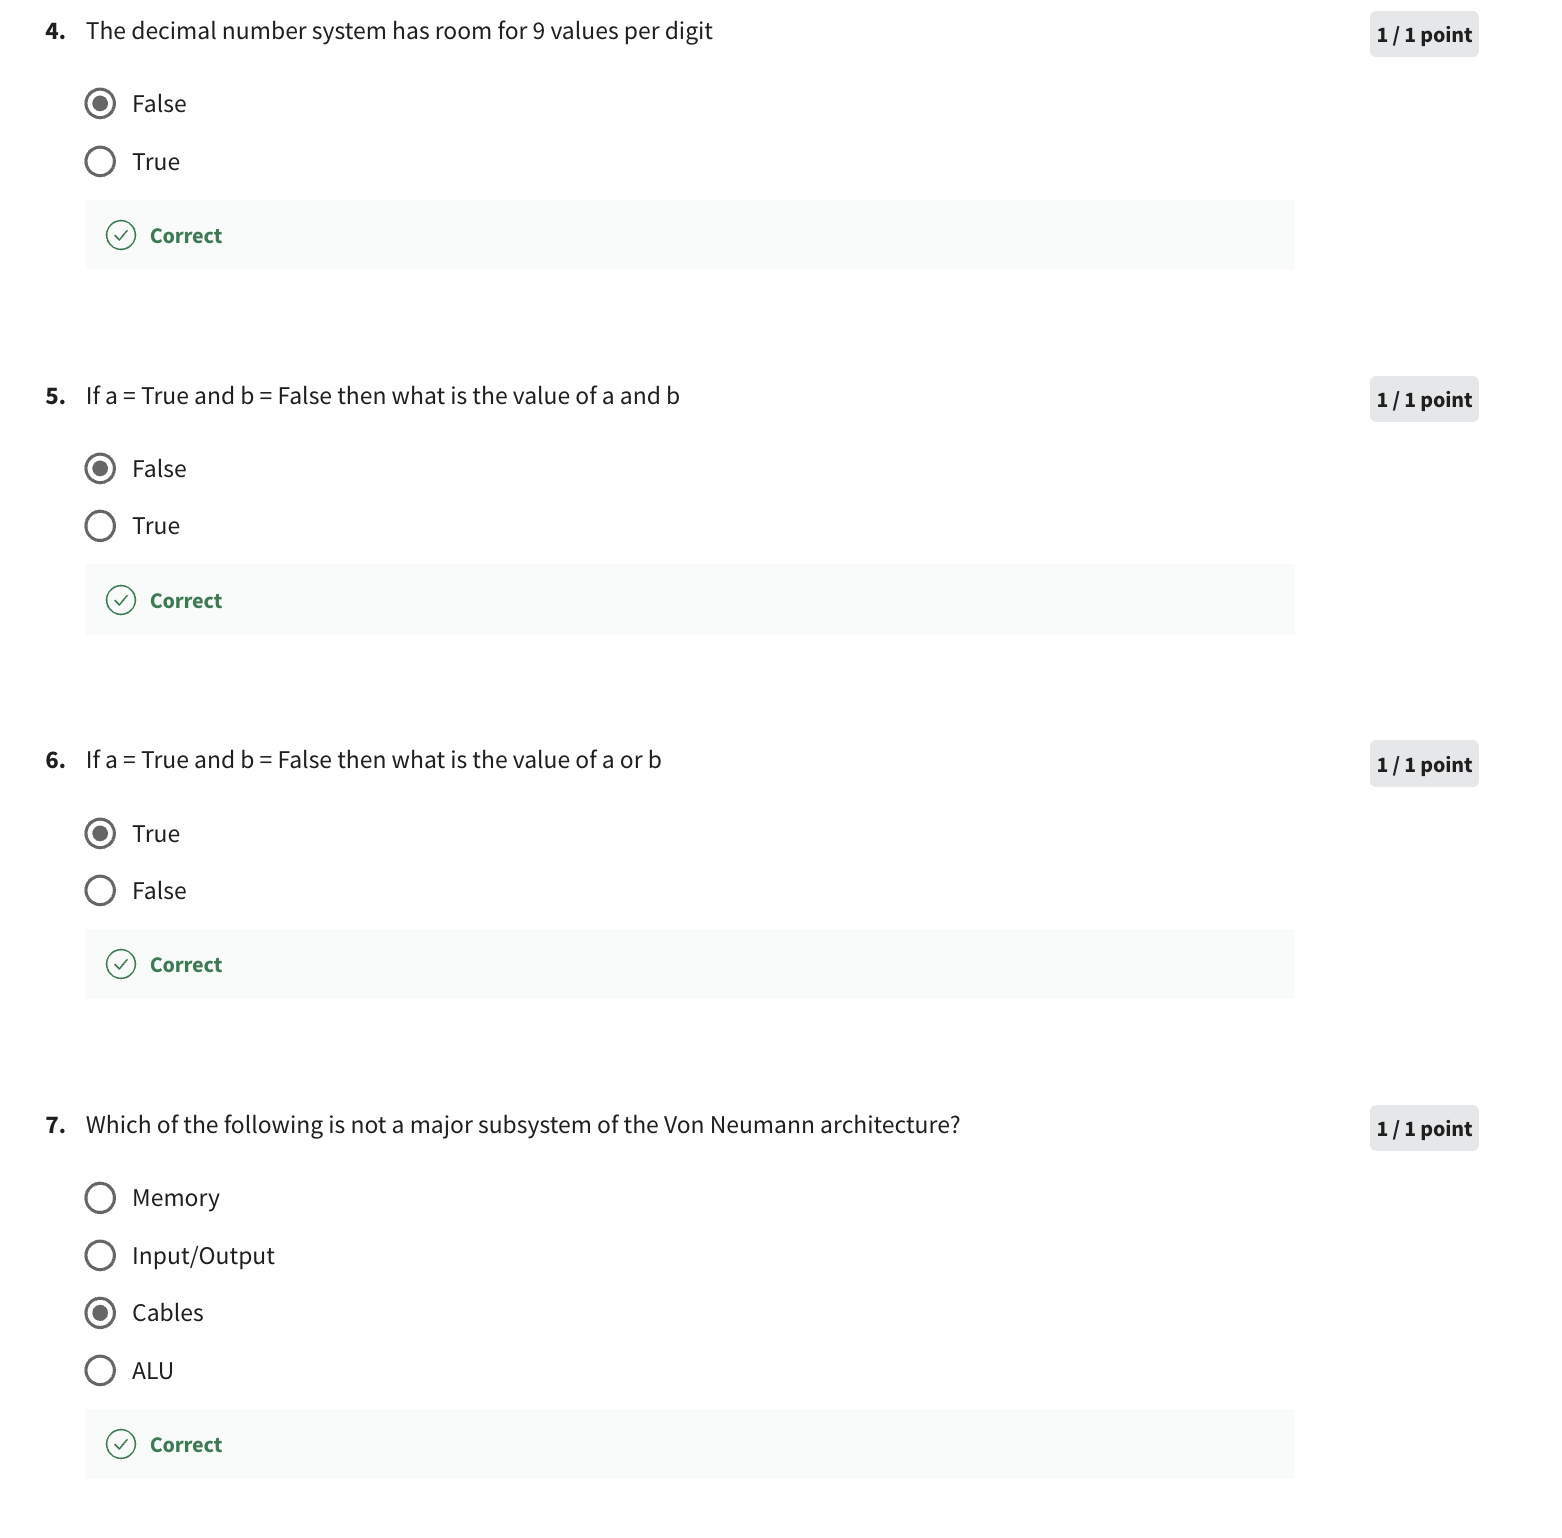 4. The decimal number system has room for 9 values per digit
1 / 1 point
False
True
Correct
5. If a = True and b = False then what is the value of a and b
1 / 1 point
False
True
Correct
6. If a = True and b = False then what is the value of a or b
1 / 1 point
True
False
Correct
7. Which of the following is not a major subsystem of the Von Neumann architecture?
1 / 1 point
Memory
Input/Output
Cables
ALU
Correct